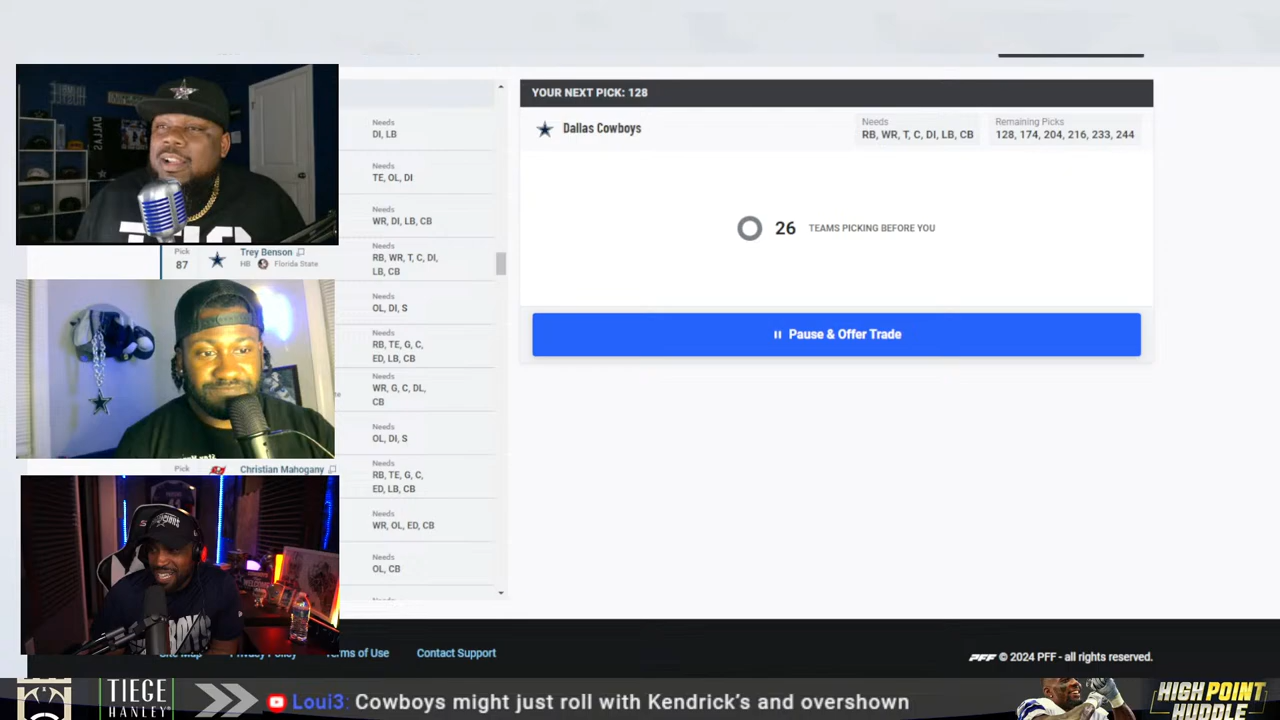 YOUR NEXT PICK: 128
Dallas Cowboys
Needs
RB, WR, T, C, DI, LB, CB
Remaining Picks
128, 174, 204, 216, 233, 244
26 TEAMS PICKING BEFORE YOU
Pause & Offer Trade
Needs
DI, LB
Needs
TE, OL, DI
Needs
WR, DI, LB, CB
Pick
87
Trey Benson
HB Florida State
Needs
RB, WR, T, C, DI,
LB, CB
Needs
OL, DI, S
Needs
RB, TE, G, C,
ED, LB, CB
Needs
WR, G, C, DL,
CB
Needs
OL, DI, S
Pick
Christian Mahogany
Needs
RB, TE, G, C,
ED, LB, CB
Needs
WR, OL, ED, CB
Needs
OL, CB
DALLAS
Site Map Privacy Policy Terms of Use Contact Support
PFF © 2024 PFF - all rights reserved.
TIEGE
HANLEY
Loui3: Cowboys might just roll with Kendrick's and overshown
HIGH POINT
HUDDLE